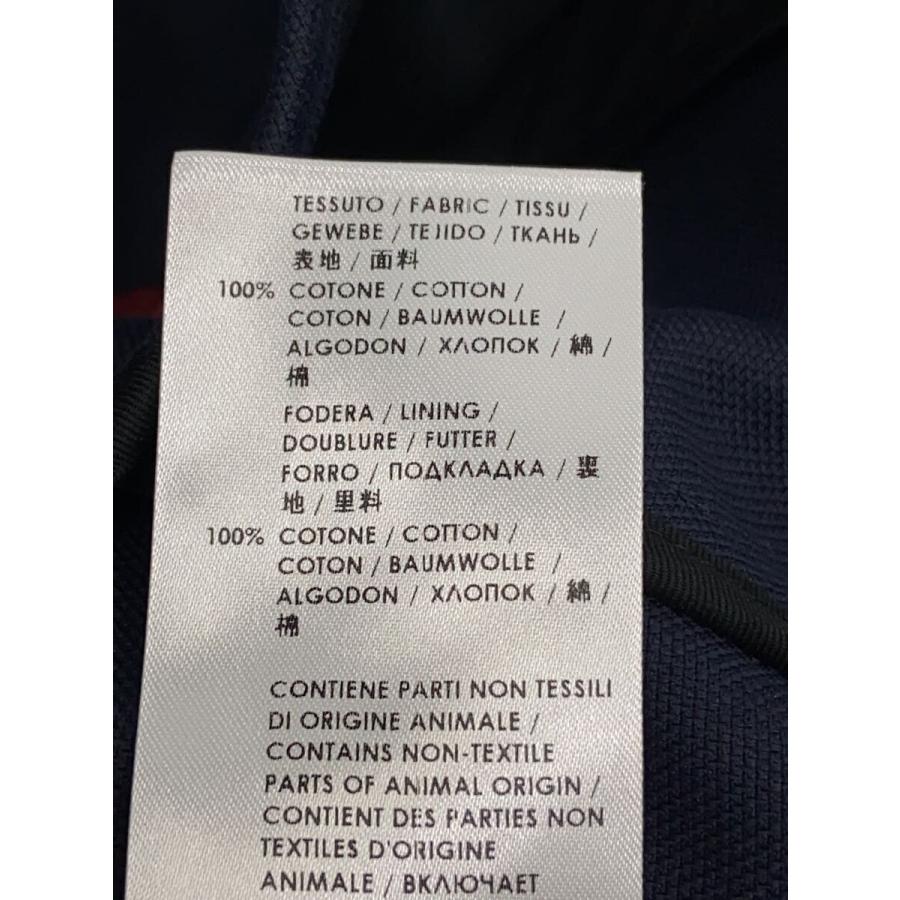 TESSUTO / FABRIC / TISSU /
GEWEBE / TEJIDO / ТКАНЬ /
表地 / 面料
100% COTONE / COTTON /
COTON / BAUMWOLLE /
ALGODON / ХЛОПОК / 綿 /
棉
FODERA / LINING /
DOUBLURE / FUTTER /
FORRO / ПОДКЛАДКА / 裏
地 / 里料
100% COTONE / COTTON /
COTON / BAUMWOLLE /
ALGODON / ХЛОПОК / 綿 /
棉
CONTIENE PARTI NON TESSILI
DI ORIGINE ANIMALE /
CONTAINS NON-TEXTILE
PARTS OF ANIMAL ORIGIN /
CONTIENT DES PARTIES NON
TEXTILES D'ORIGINE
ANIMALE / ВКЛЮЧАЕТ